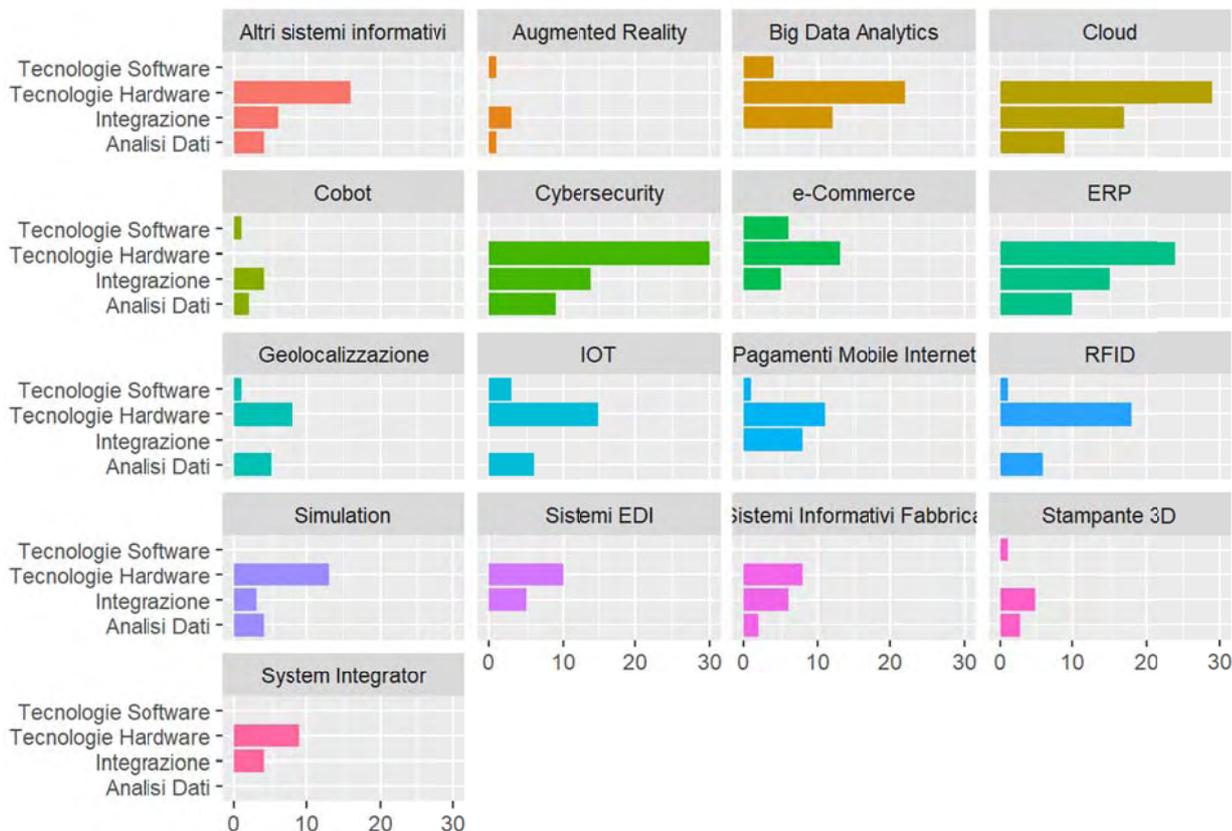 Altri sistemi informativi Augmented Reality Big Data Analytics Cloud
Tecnologie Software
Tecnologie Hardware
Integrazione
Analisi Dati
Cobot Cybersecurity e-Commerce ERP
Tecnologie Software
Tecnologie Hardware
Integrazione
Analisi Dati
Geolocalizzazione IOT Pagamenti Mobile Internet RFID
Tecnologie Software
Tecnologie Hardware
Integrazione
Analisi Dati
Simulation Sistemi EDI Sistemi Informativi Fabbrica Stampante 3D
Tecnologie Software
Tecnologie Hardware
Integrazione
Analisi Dati
0 10 20 30 0 10 20 30 0 10 20 30
System Integrator
Tecnologie Software
Tecnologie Hardware
Integrazione
Analisi Dati
0 10 20 30